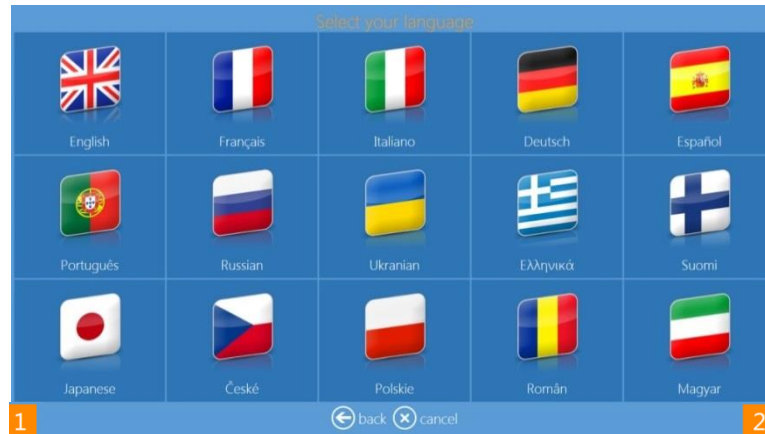 Select your language
English Français Italiano Deutsch Español
Português Russian Ukranian Ελληνικά Suomi
Japanese České Polskie Român Magyar
1 back cancel 2